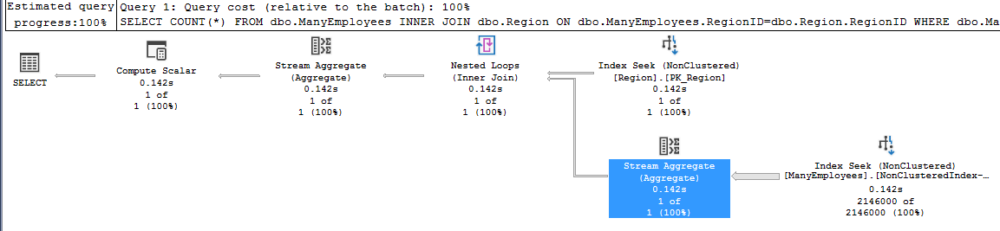 Estimated query
progress:100%
Query 1: Query cost (relative to the batch): 100%
SELECT COUNT(*) FROM dbo.ManyEmployees INNER JOIN dbo.Region ON dbo.ManyEmployees.RegionID=dbo.Region.RegionID WHERE dbo.Ma
SELECT
Compute Scalar
0.142s
1 of
1 (100%)
Stream Aggregate
(Aggregate)
0.142s
1 of
1 (100%)
Nested Loops
(Inner Join)
0.142s
1 of
1 (100%)
Index Seek (NonClustered)
[Region].[PK_Region]
0.142s
1 of
1 (100%)
Stream Aggregate
(Aggregate)
0.142s
1 of
1 (100%)
Index Seek (NonClustered)
[ManyEmployees].[NonClusteredIndex-…
0.142s
2146000 of
2146000 (100%)